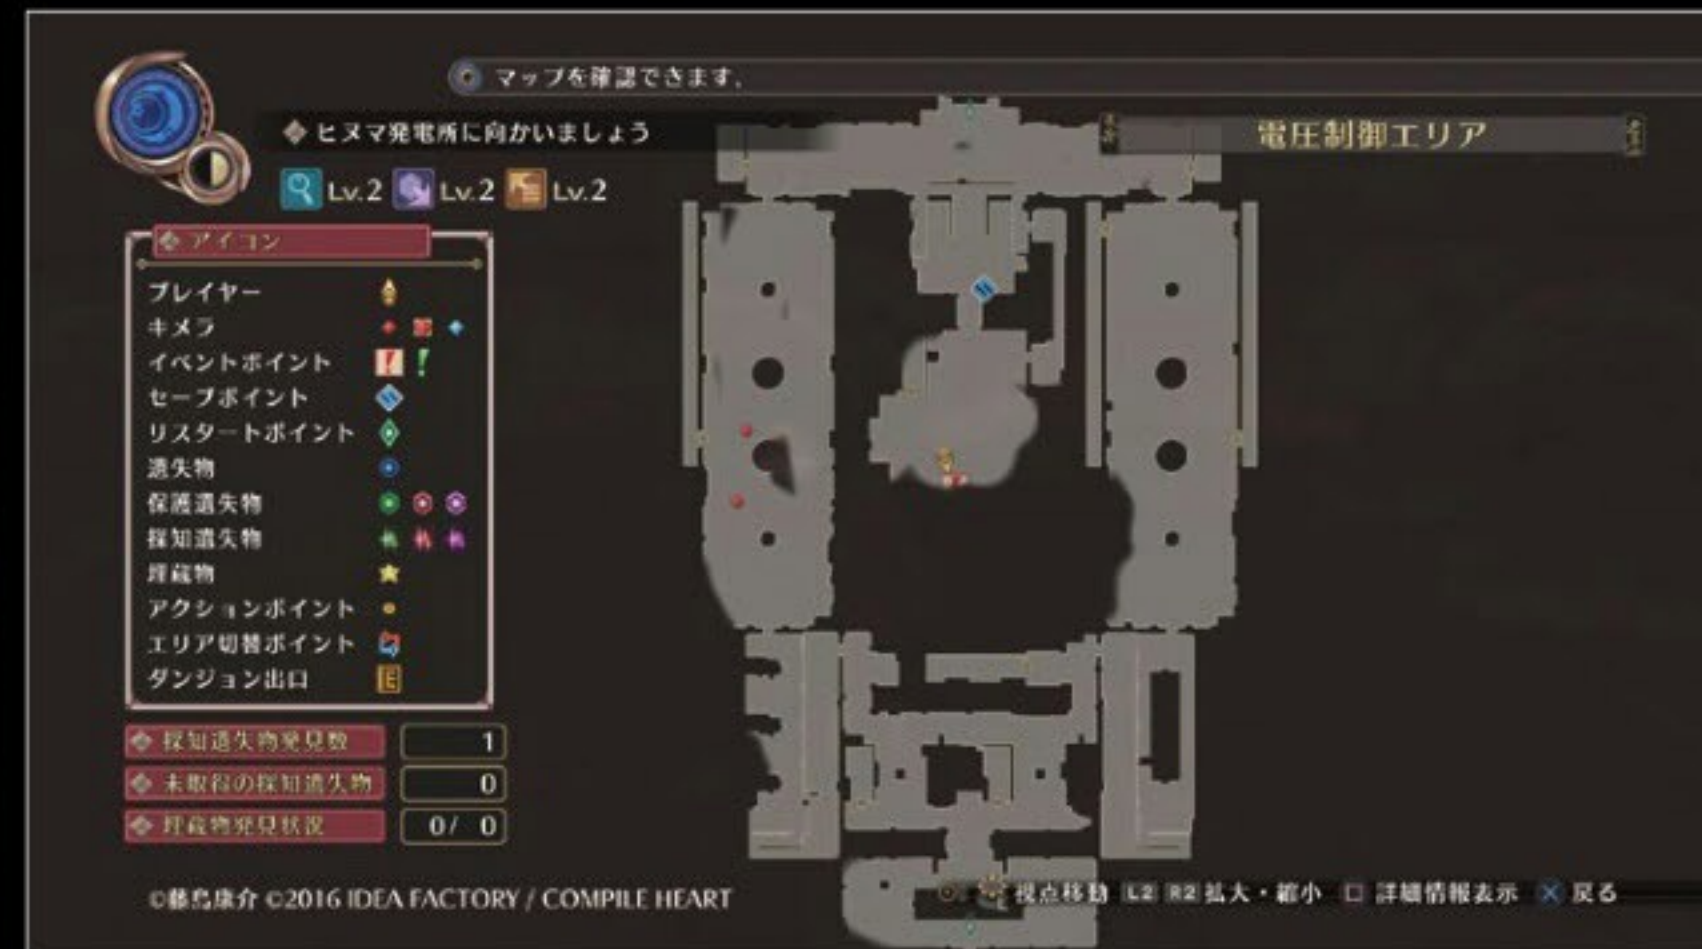 マップを確認できます.
ヒヌマ発電所に向かいましょう
電圧制御エリア
Lv.2 Lv.2 Lv.2
アイコン
プレイヤー
キメラ
イベントポイント
セーブポイント
リスタートポイント
遺失物
保護遺失物
探知遺失物
埋蔵物
アクションポイント
エリア切替ポイント
ダンジョン出口 E
探知遺失物発見数 1
未取得の探知遺失物 0
埋蔵物発見状況 0/ 0
視点移動 L2 R2 拡大・縮小 詳細情報表示 戻る
©藤島康介 ©2016 IDEA FACTORY / COMPILE HEART